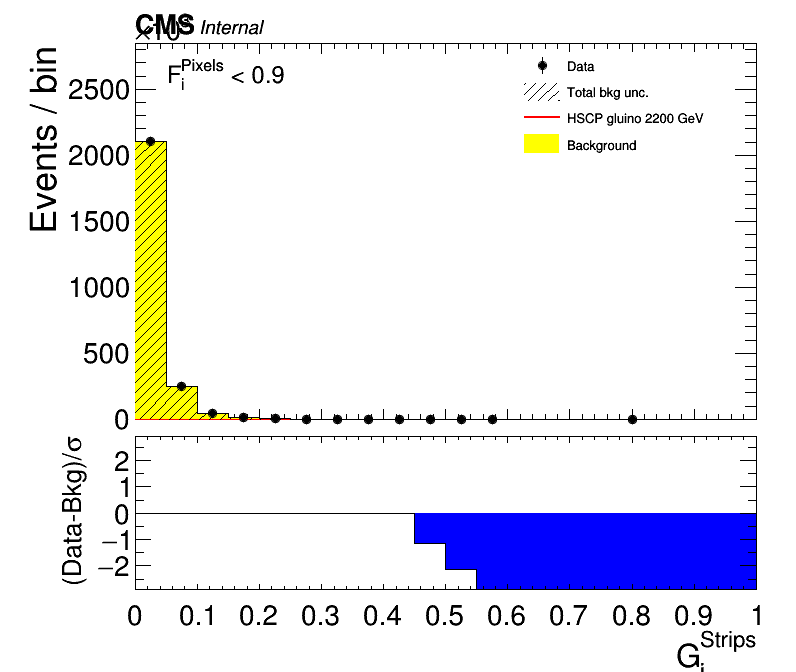 CMS Internal
F_i^Pixels < 0.9
Data
Total bkg unc.
HSCP gluino 2200 GeV
Background
Events / bin
2500
2000
1500
1000
500
0
(Data-Bkg)/σ
2
1
0
−1
−2
0 0.1 0.2 0.3 0.4 0.5 0.6 0.7 0.8 0.9 1
G_i^Strips